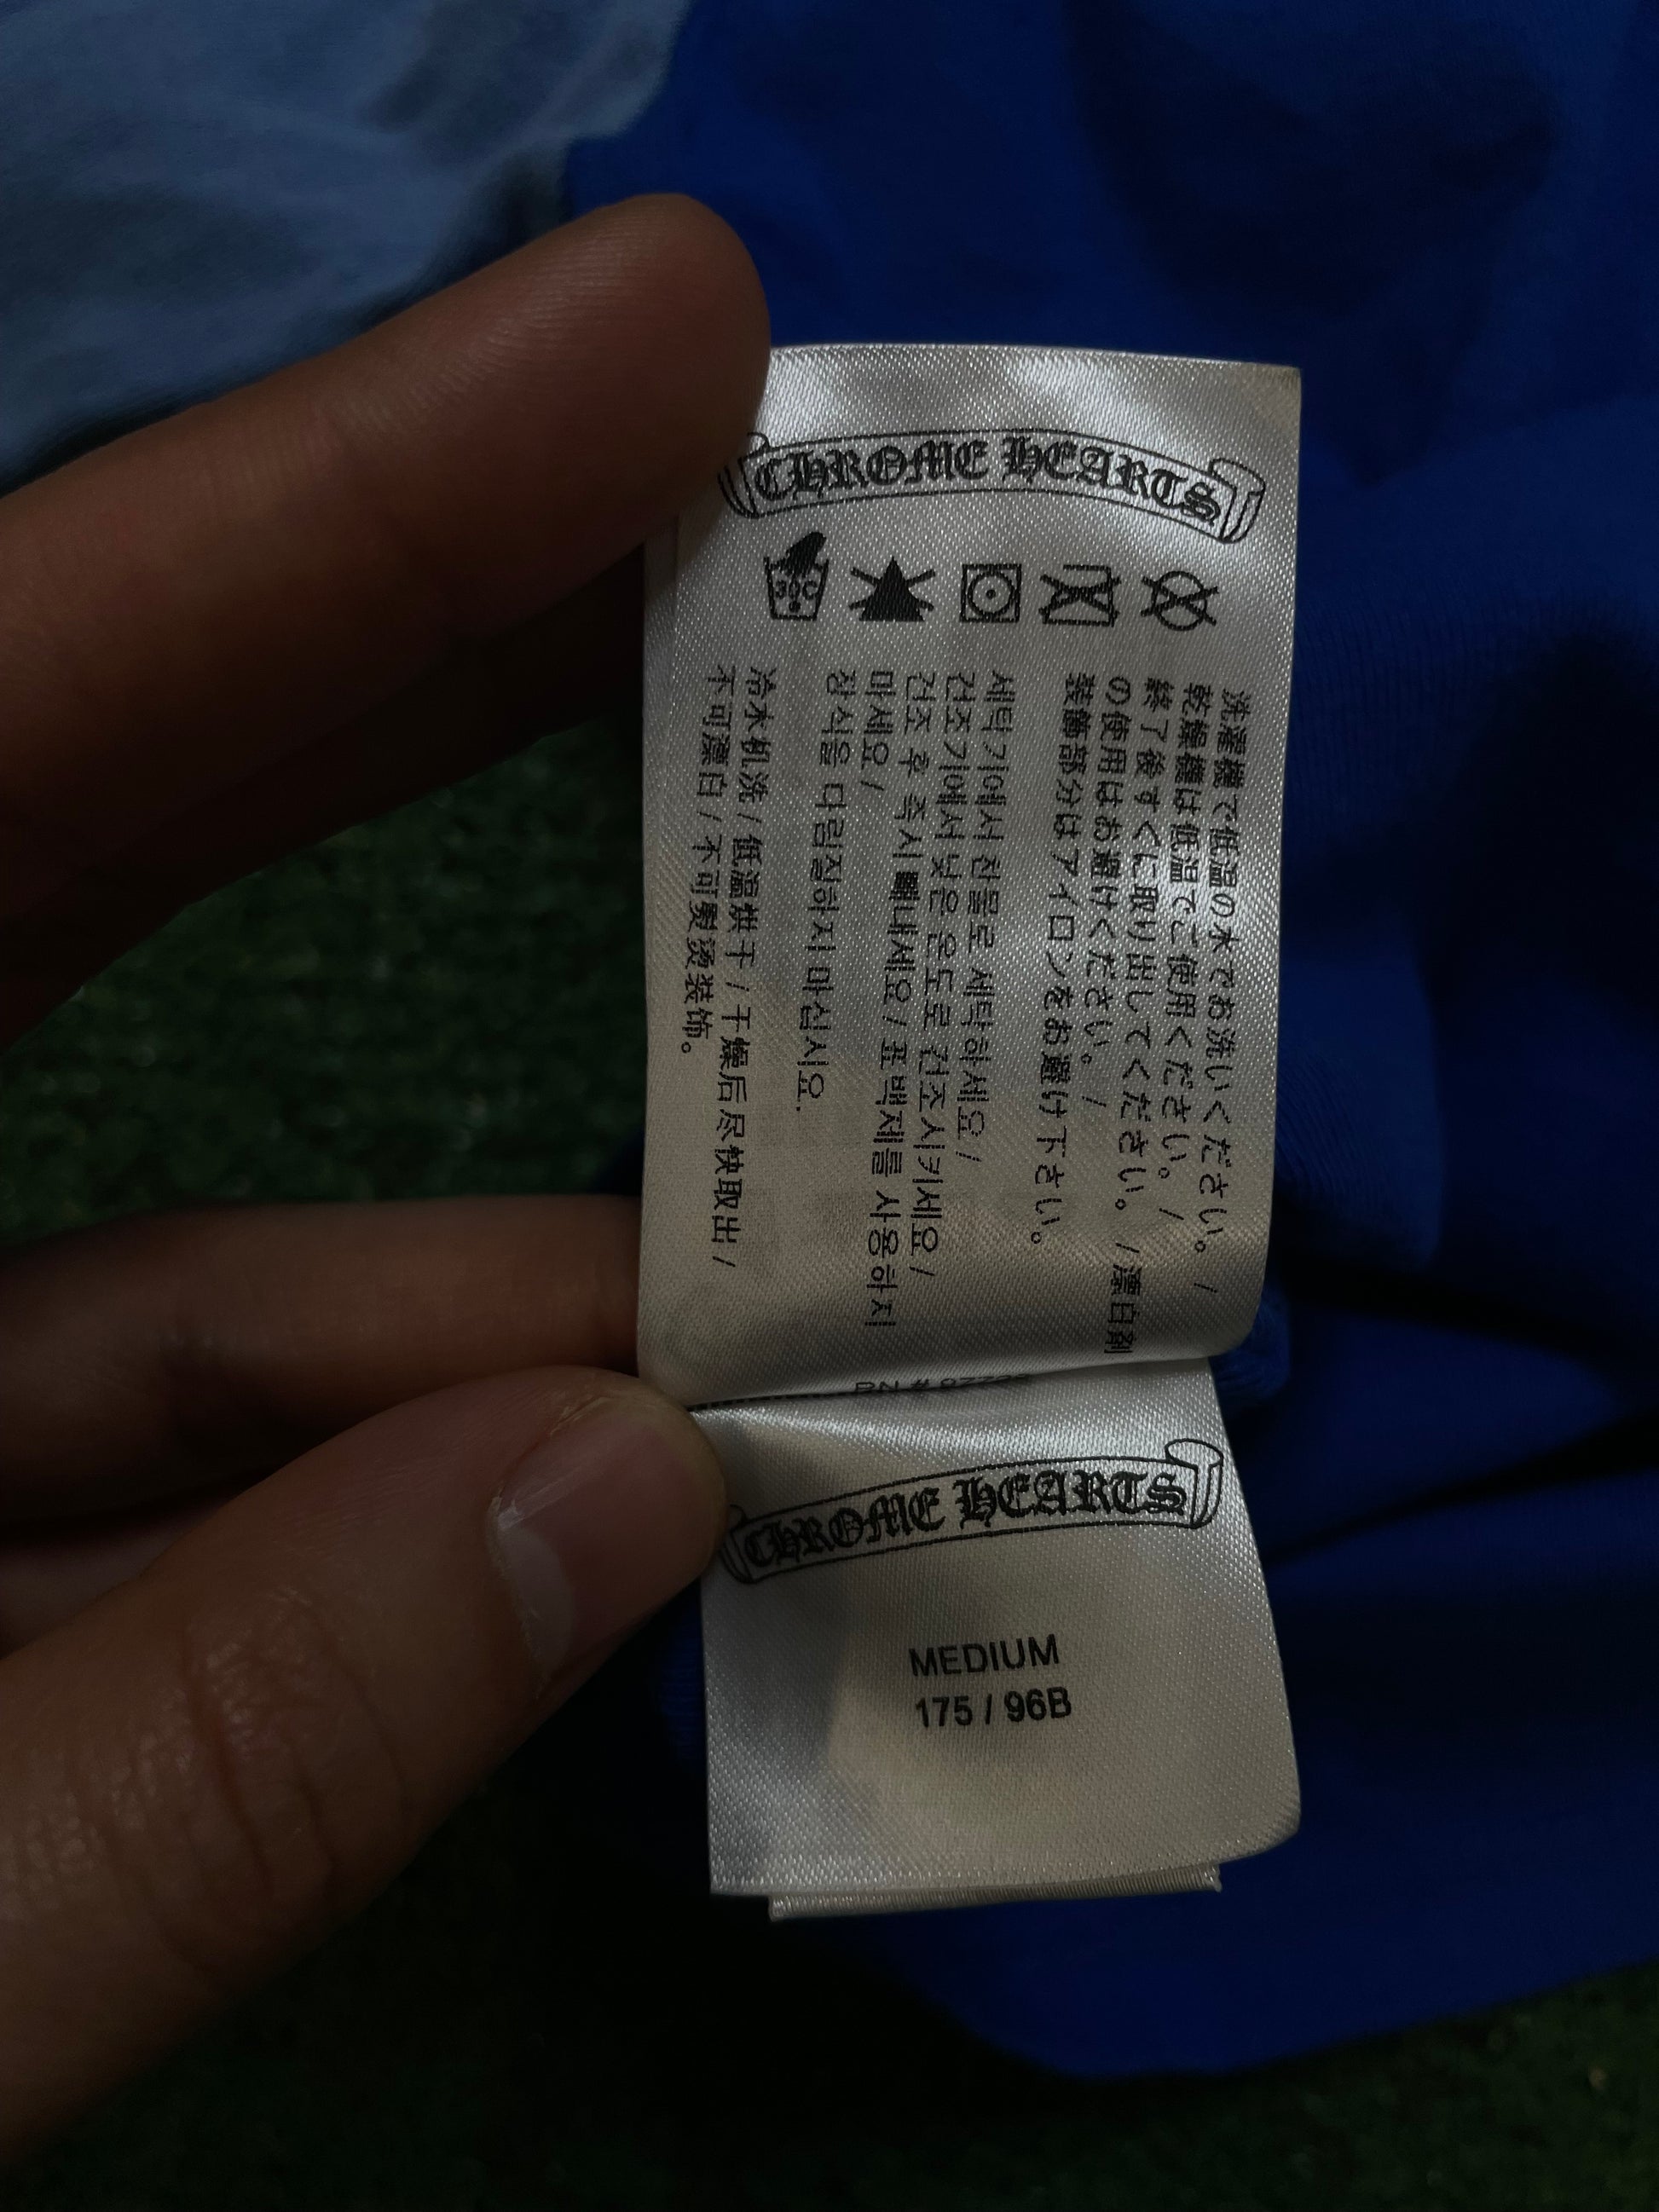 CHROME HEARTS
30C
洗濯機で低温の水でお洗いください。 /
乾燥機は低温でご使用ください。 /
終了後すぐに取り出してください。 /漂白剤
の使用はお避けください。 /
装飾部分はアイロンをお避け下さい。
세탁기에서 찬물로 세탁하세요 /
건조기에서 낮은 온도로 건조시키세요 /
건조 후 즉시 빼내세요 / 표백제를 사용하지
마세요 /
장식을 다림질하지 마십시요.
冷水机洗 / 低温烘干 / 干燥后尽快取出 /
不可漂白 / 不可熨烫装饰。
CHROME HEARTS
MEDIUM
175 / 96B